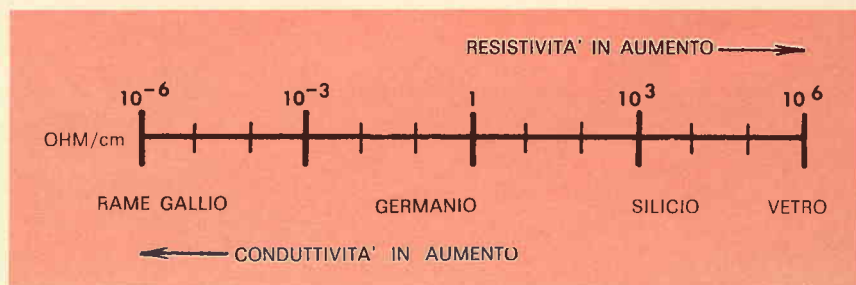 RESISTIVITA' IN AUMENTO
10⁻⁶ 10⁻³ 1 10³ 10⁶
OHM/cm
RAME GALLIO GERMANIO SILICIO VETRO
CONDUTTIVITA' IN AUMENTO